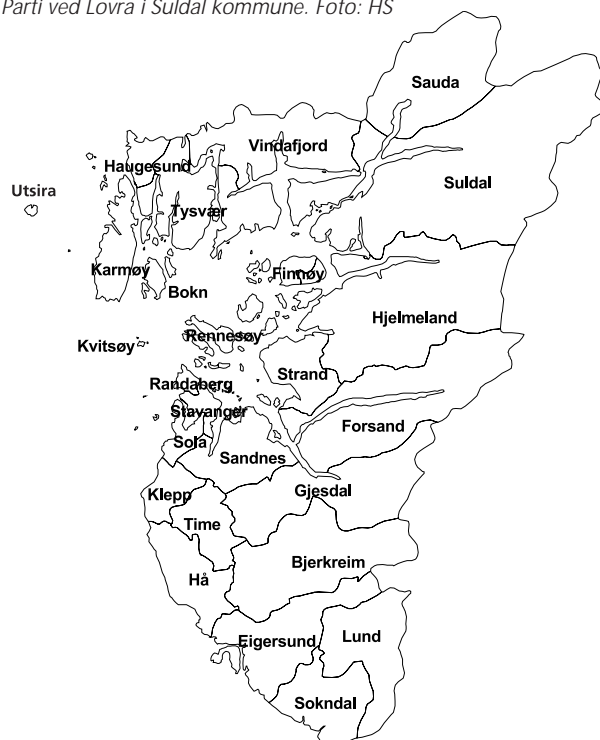 Parti ved Lovra i Suldal kommune. Foto: HS
Sauda
Vindafjord
Haugesund
Suldal
Utsira
Tysvær
Karmøy
Finnøy
Bokn
Hjelmeland
Rennesøy
Kvitsøy
Strand
Randaberg
Stavanger
Forsand
Sola
Sandnes
Gjesdal
Klepp
Time
Bjerkreim
Hå
Eigersund
Lund
Sokndal